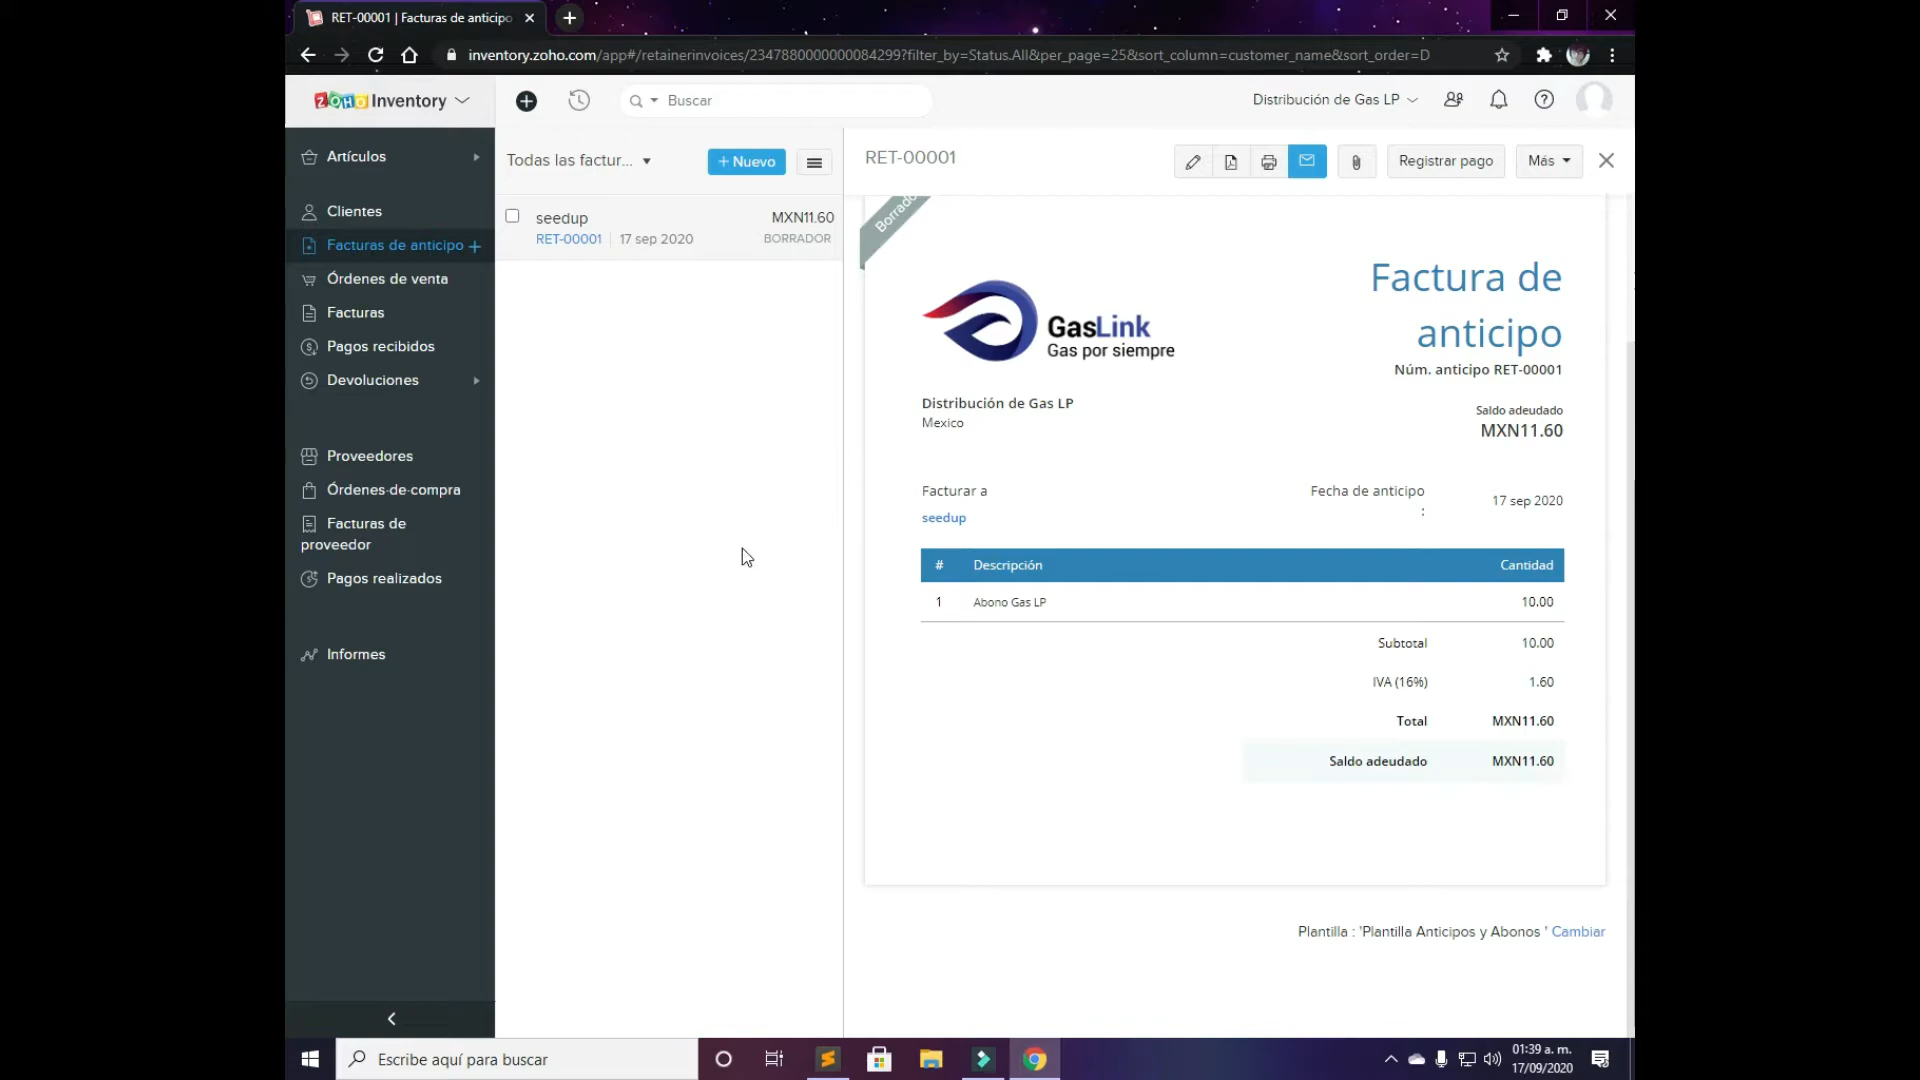 RET-00001 | Facturas de anticipo
inventory.zoho.com/app#/retainerinvoices/2347880000000084299?filter_by=Status.All&per_page=25&sort_column=customer_name&sort_order=D
ZOHO Inventory
Buscar
Distribución de Gas LP
Artículos
Clientes
Facturas de anticipo
Órdenes de venta
Facturas
Pagos recibidos
Devoluciones
Proveedores
Órdenes de compra
Facturas de
proveedor
Pagos realizados
Informes
Todas las factur...
+ Nuevo
seedup MXN11.60
RET-00001 17 sep 2020 BORRADOR
RET-00001
Registrar pago
Más
Borrado
GasLink
Gas por siempre
Factura de
anticipo
Núm. anticipo RET-00001
Distribución de Gas LP
Mexico
Saldo adeudado
MXN11.60
Facturar a
seedup
Fecha de anticipo
:
17 sep 2020
# Descripción Cantidad
1 Abono Gas LP 10.00
Subtotal 10.00
IVA (16%) 1.60
Total MXN11.60
Saldo adeudado MXN11.60
Plantilla : 'Plantilla Anticipos y Abonos ' Cambiar
Escribe aquí para buscar
01:39 a. m.
17/09/2020